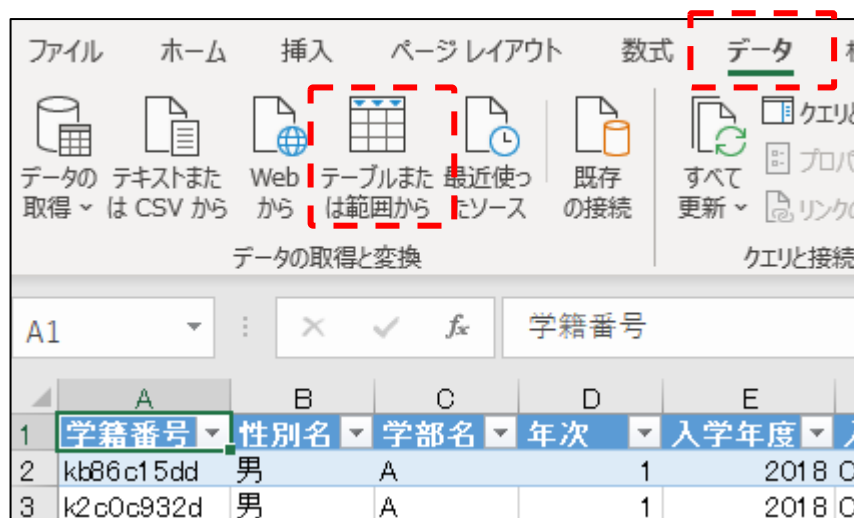 ファイル ホーム 挿入 ページ レイアウト 数式 データ
データの取得 テキストまたは CSV から Web から テーブルまたは範囲から 最近使ったソース 既存の接続 すべて更新 クエリと
プロパ
リンクの
データの取得と変換 クエリと接続
A1 fx 学籍番号
A B C D E
1 学籍番号 性別名 学部名 年次 入学年度
2 kb86c15dd 男 A 1 2018
3 k2c0c932d 男 A 1 2018